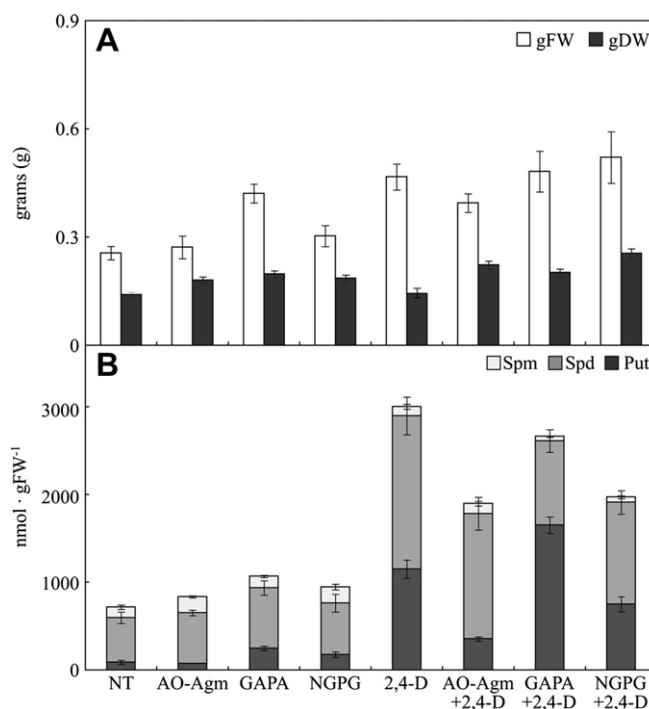 A
gFW gDW
0.9
0.6
0.3
0
grams (g)
B
Spm Spd Put
3000
2000
1000
0
nmol · gFW⁻¹
NT AO-Agm GAPA NGPG 2,4-D AO-Agm GAPA NGPG
+2,4-D +2,4-D +2,4-D